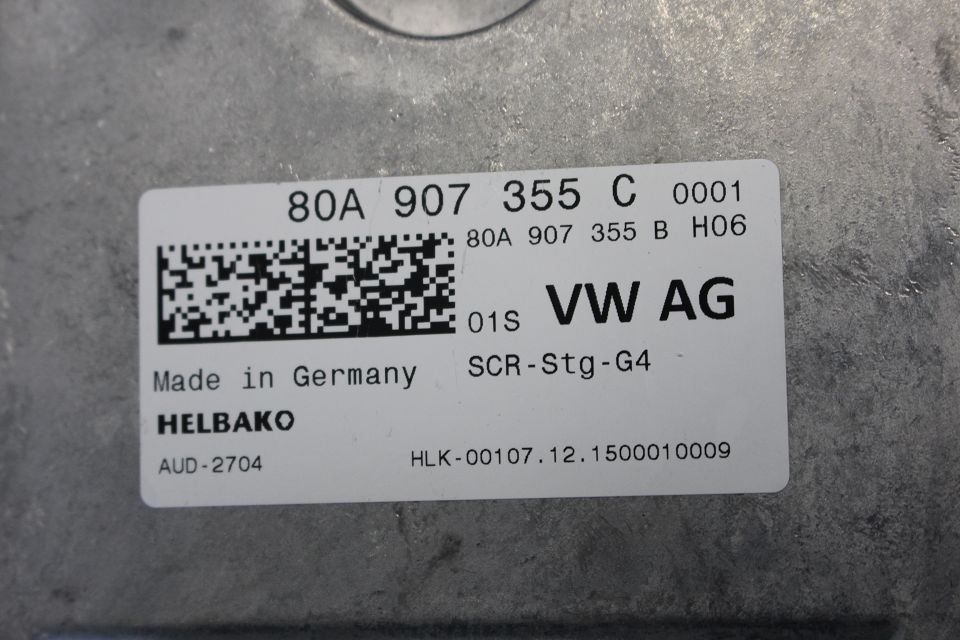 80A 907 355 C 0001
80A 907 355 B H06
01S VW AG
SCR-Stg-G4
Made in Germany
HELBAKO
AUD-2704 HLK-00107.12.1500010009